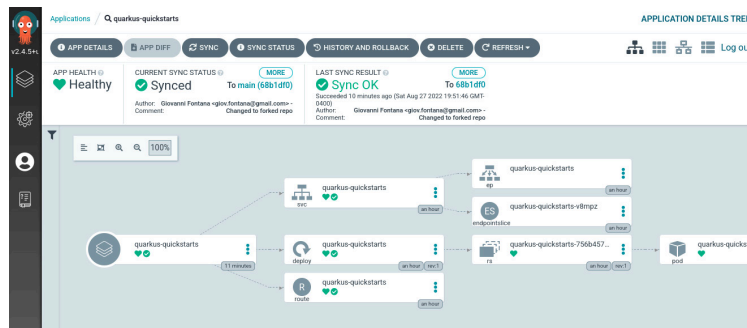 Applications / quarkus-quickstarts
APPLICATION DETAILS TREE
v2.4.5+
APP DETAILS
APP DIFF
SYNC
SYNC STATUS
HISTORY AND ROLLBACK
DELETE
REFRESH
Log ou
APP HEALTH
Healthy
CURRENT SYNC STATUS
MORE
Synced
To main (68b1df0)
Author: Giovanni Fontana <giov.fontana@gmail.com> -
Comment: Changed to forked repo
LAST SYNC RESULT
MORE
Sync OK
To 68b1df0
Succeeded 10 minutes ago (Sat Aug 27 2022 19:51:46 GMT-
0400)
Author: Giovanni Fontana <giov.fontana@gmail.com> -
Comment: Changed to forked repo
100%
quarkus-quickstarts
11 minutes
quarkus-quickstarts
svc
an hour
quarkus-quickstarts
deploy
an hour
rev:1
R
quarkus-quickstarts
route
an hour
quarkus-quickstarts
ep
an hour
ES
quarkus-quickstarts-v8mpz
endpointslice
an hour
quarkus-quickstarts-756b457...
rs
an hour
rev:1
quarkus-quicks
pod